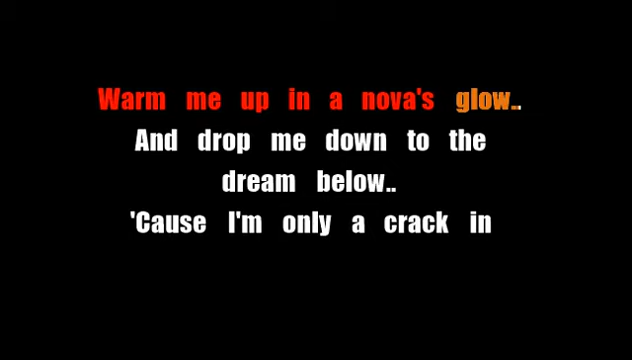 Warm me up in a nova's glow..
And drop me down to the
dream below..
'Cause I'm only a crack in